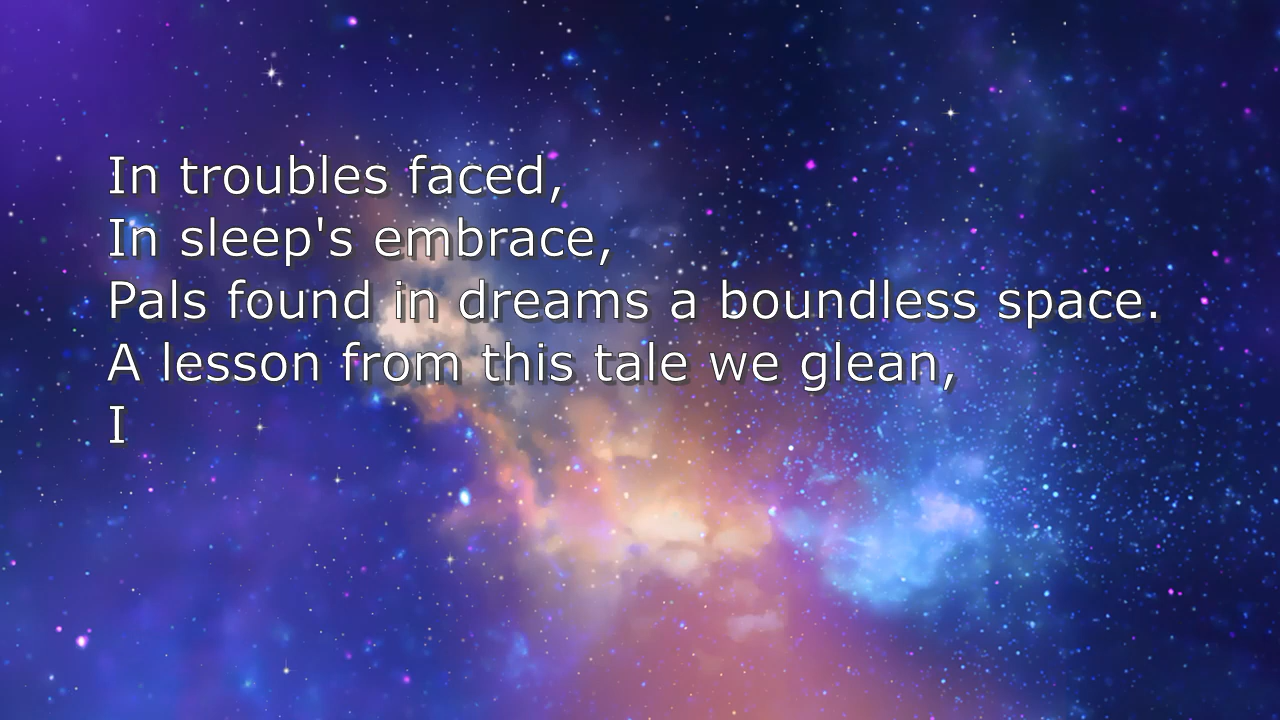 In troubles faced,
In sleep's embrace,
Pals found in dreams a boundless space.
A lesson from this tale we glean,
I